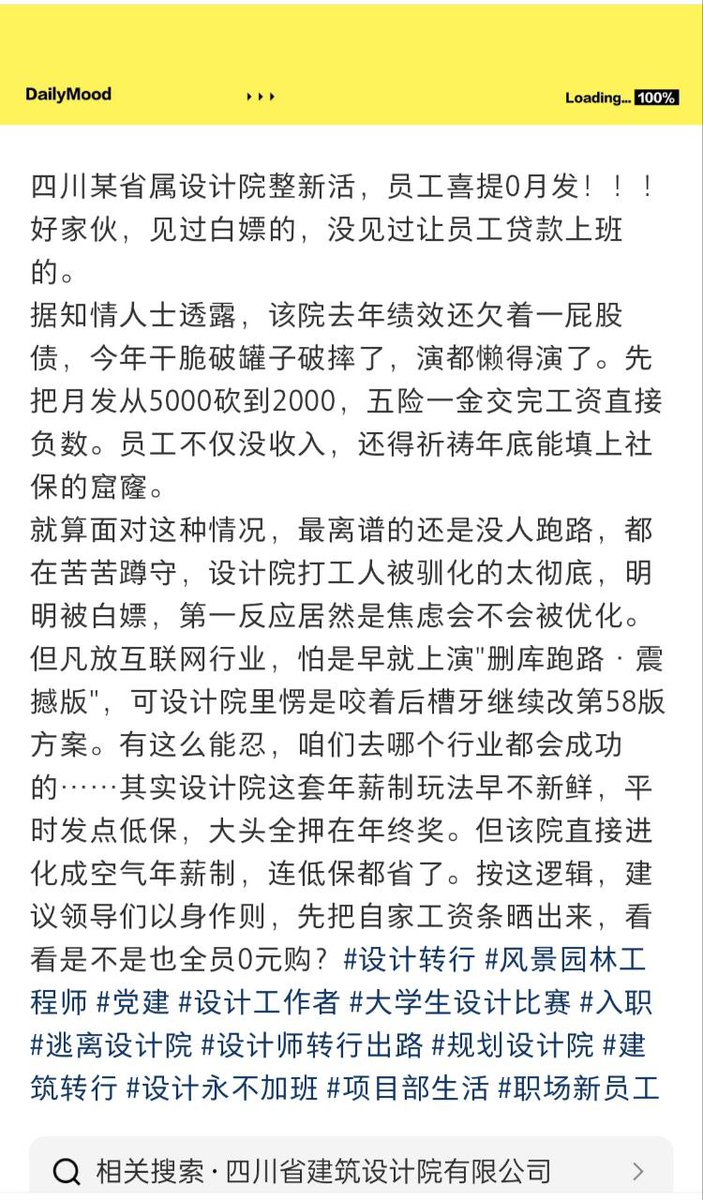 DailyMood
Loading... 100%
四川某省属设计院整新活，员工喜提0月发！！！
好家伙，见过白嫖的，没见过让员工贷款上班
的。
据知情人士透露，该院去年绩效还欠着一屁股
债，今年干脆破罐子破摔了，演都懒得演了。先
把月发从5000砍到2000，五险一金交完工资直接
负数。员工不仅没收入，还得祈祷年底能填上社
保的窟窿。
就算面对这种情况，最离谱的还是没人跑路，都
在苦苦蹲守，设计院打工人被驯化的太彻底，明
明被白嫖，第一反应居然是焦虑会不会被优化。
但凡放互联网行业，怕是早就上演"删库跑路·震
撼版"，可设计院里愣是咬着后槽牙继续改第58版
方案。有这么能忍，咱们去哪个行业都会成功
的……其实设计院这套年薪制玩法早不新鲜，平
时发点低保，大头全押在年终奖。但该院直接进
化成空气年薪制，连低保都省了。按这逻辑，建
议领导们以身作则，先把自家工资条晒出来，看
看是不是也全员0元购？#设计转行 #风景园林工
程师 #党建 #设计工作者 #大学生设计比赛 #入职
#逃离设计院 #设计师转行出路 #规划设计院 #建
筑转行 #设计永不加班 #项目部生活 #职场新员工
相关搜索·四川省建筑设计院有限公司